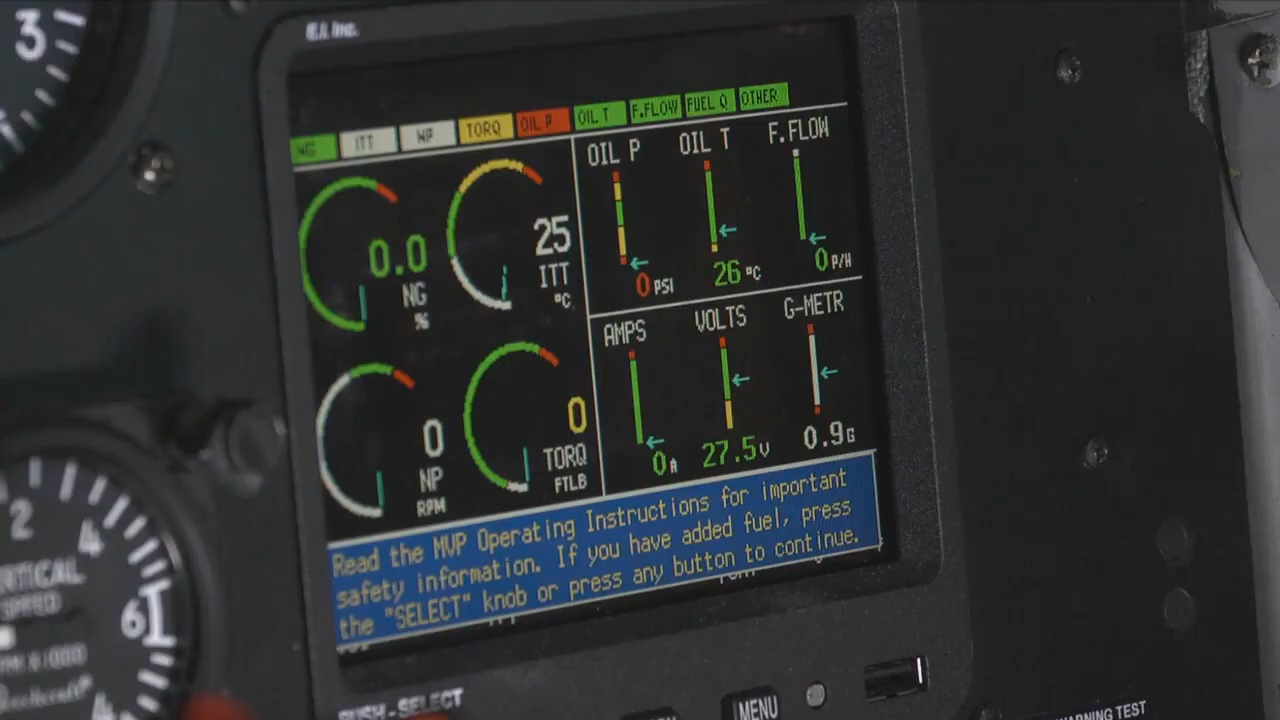 3
E.I. Inc.
NG ITT NP TORQ OIL P OIL T F.FLOW FUEL Q OTHER
OIL P OIL T F.FLOW
0.0
NG
%
25
ITT
°C
0 PSI 26 °C 0 P/H
AMPS VOLTS G-METR
0
NP
RPM
0
TORQ
FTLB
0 A 27.5 V 0.9 G
Read the MVP Operating Instructions for important
safety information. If you have added fuel, press
the "SELECT" knob or press any button to continue.
2 4
VERTICAL
SPEED
6
X1000
4
PUSH - SELECT
MENU
WARNING TEST